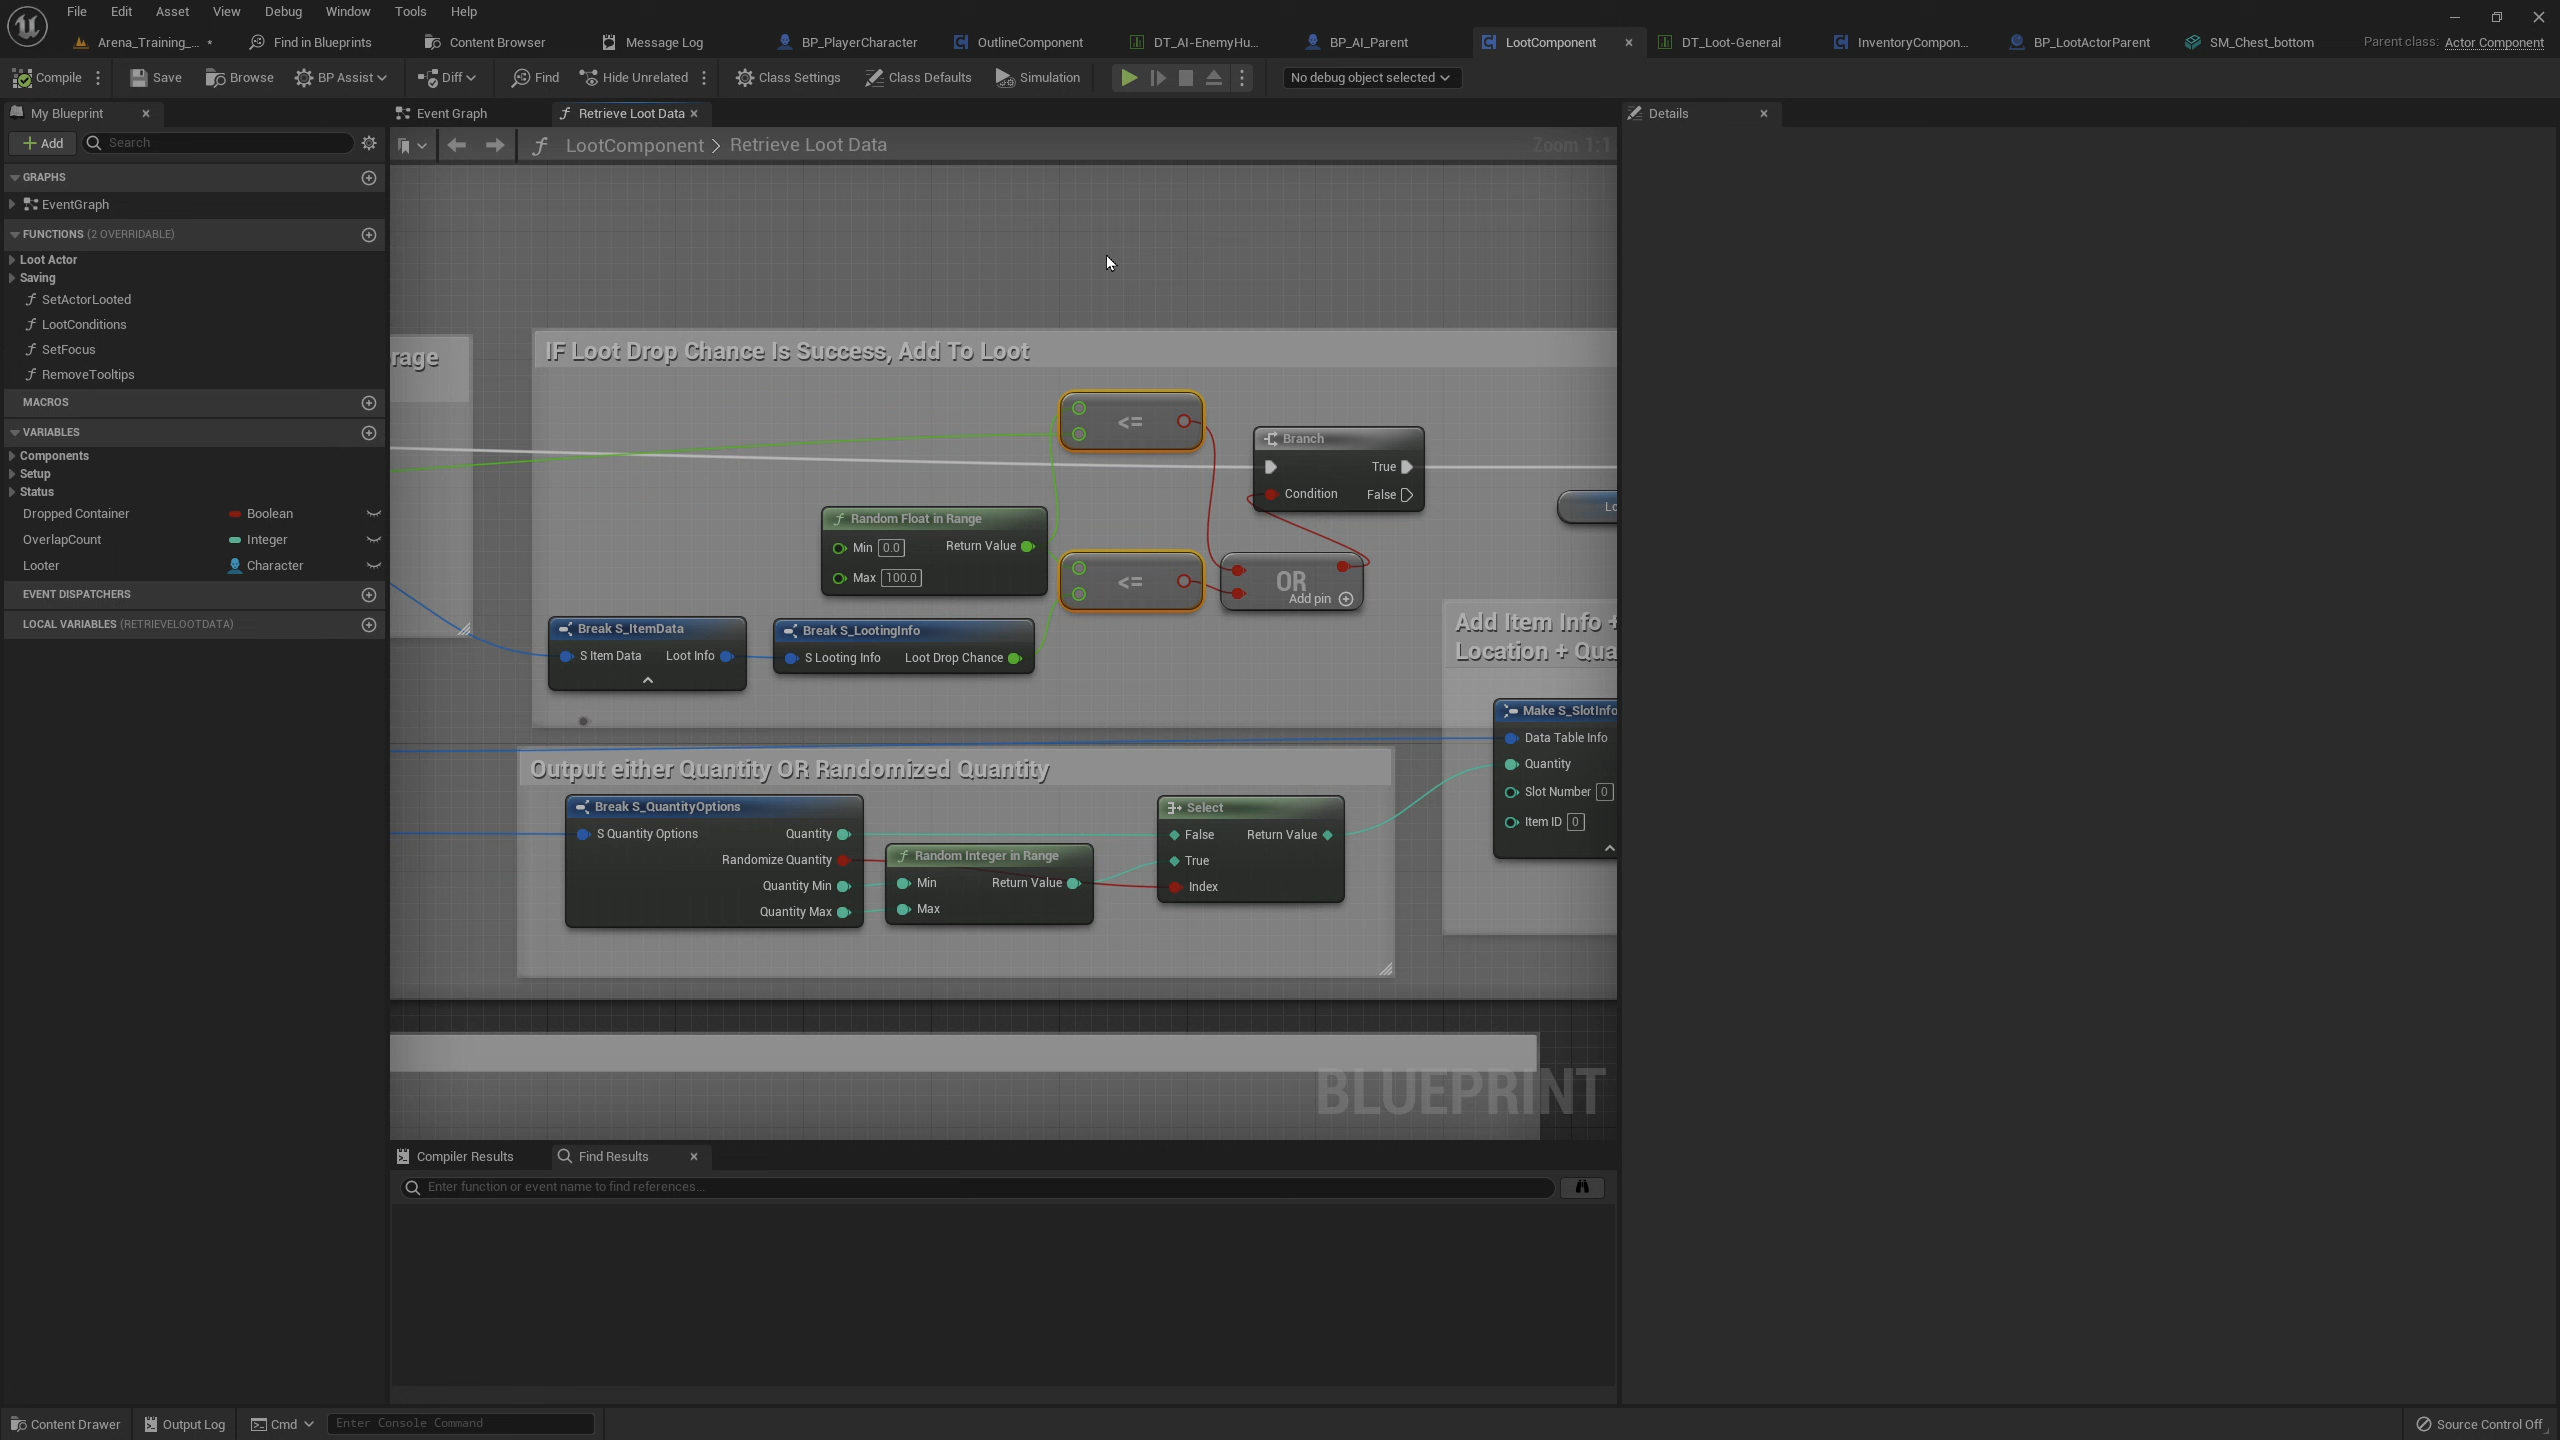 File Edit Asset View Debug Window Tools Help
Arena_Training_... * Find in Blueprints Content Browser Message Log BP_PlayerCharacter OutlineComponent DT_AI-EnemyHu... BP_AI_Parent LootComponent DT_Loot-General InventoryCompon... BP_LootActorParent SM_Chest_bottom Parent class: Actor Component
Compile Save Browse BP Assist Diff Find Hide Unrelated Class Settings Class Defaults Simulation No debug object selected
My Blueprint
Event Graph Retrieve Loot Data
Details
Add Search
LootComponent > Retrieve Loot Data Zoom 1:1
GRAPHS
EventGraph
FUNCTIONS (2 OVERRIDABLE)
Loot Actor
Saving
SetActorLooted
LootConditions
SetFocus
RemoveTooltips
MACROS
VARIABLES
Components
Setup
Status
Dropped Container Boolean
OverlapCount Integer
Looter Character
EVENT DISPATCHERS
LOCAL VARIABLES (RETRIEVELOOTDATA)
rage
IF Loot Drop Chance Is Success, Add To Loot
<=
Branch
True
Condition False
Lo
Random Float in Range
Min 0.0 Return Value
Max 100.0
<=
OR
Add pin
Break S_ItemData
S Item Data Loot Info
Break S_LootingInfo
S Looting Info Loot Drop Chance
Add Item Info +
Location + Qua
Make S_SlotInfo
Data Table Info
Quantity
Slot Number 0
Item ID 0
Output either Quantity OR Randomized Quantity
Break S_QuantityOptions
S Quantity Options Quantity
Randomize Quantity
Quantity Min
Quantity Max
Random Integer in Range
Min Return Value
Max
Select
False Return Value
True
Index
BLUEPRINT
Compiler Results Find Results
Enter function or event name to find references...
Content Drawer Output Log Cmd Enter Console Command Source Control Off